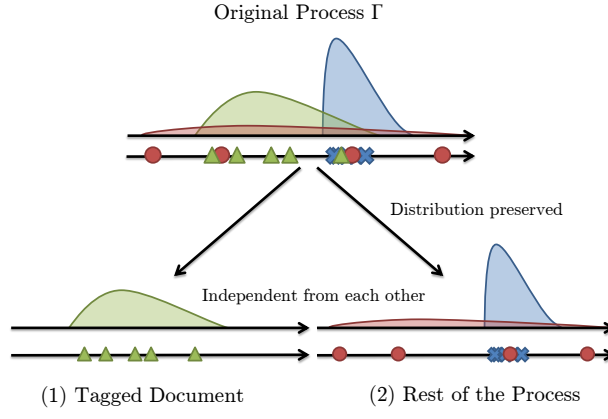 Original Process Γ
Distribution preserved
Independent from each other
(1) Tagged Document
(2) Rest of the Process